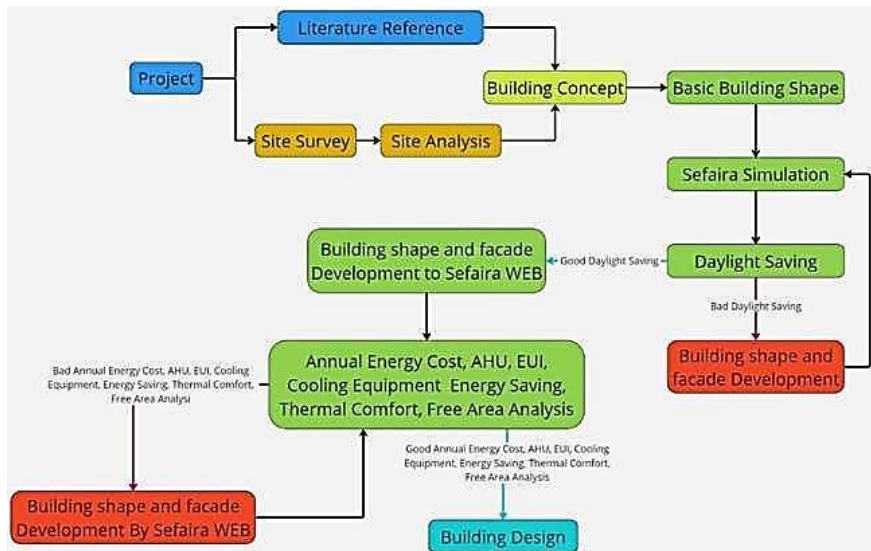 Literature Reference
Project
Building Concept
Basic Building Shape
Site Survey
Site Analysis
Sefaira Simulation
Building shape and facade
Development to Sefaira WEB
Good Daylight Saving
Daylight Saving
Bad Daylight Saving
Building shape and
facade Development
Annual Energy Cost, AHU, EUI,
Cooling Equipment Energy Saving,
Thermal Comfort, Free Area Analysis
Bad Annual Energy Cost, AHU, EUI, Cooling
Equipment, Energy Saving, Thermal Comfort,
Free Area Analysi
Good Annual Energy Cost, AHU, EUI, Cooling
Equipment, Energy Saving, Thermal Comfort,
Free Area Analysis
Building shape and facade
Development By Sefaira WEB
Building Design